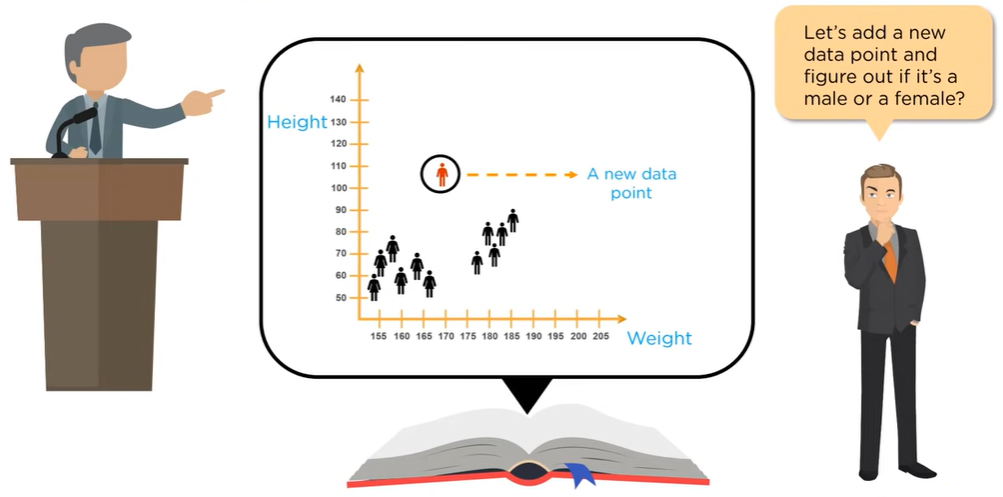 Let's add a new
data point and
figure out if it's a
male or a female?
Height
140
130
120
110
100
90
80
70
60
50
A new data
point
155 160 165 170 175 180 185 190 195 200 205
Weight